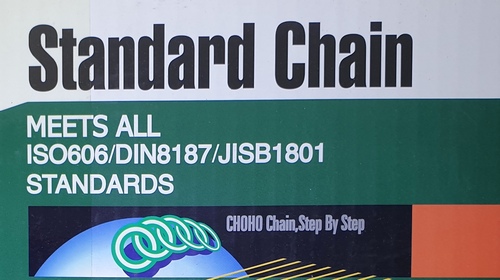 Standard Chain
MEETS ALL
ISO606/DIN8187/JISB1801
STANDARDS
CHOHO Chain,Step By Step